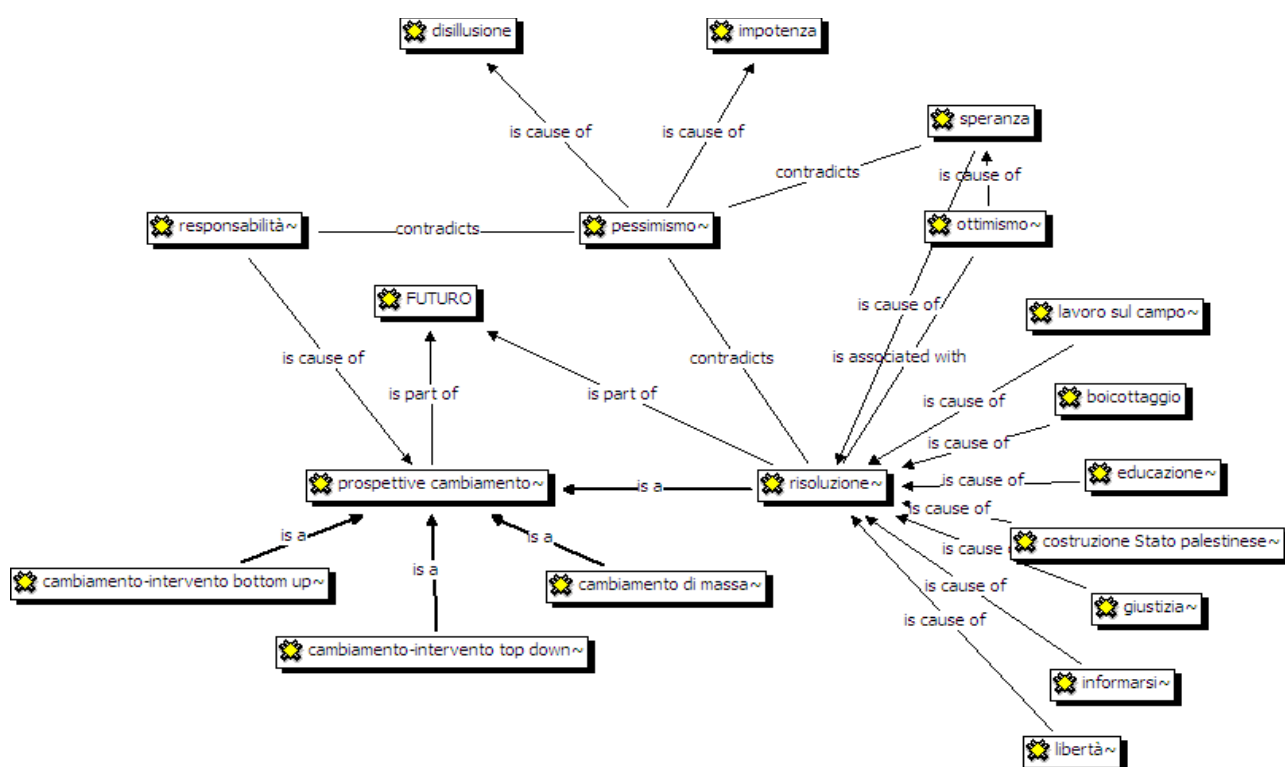 disillusione
impotenza
is cause of
is cause of
speranza
contradicts
is cause of
responsabilità~
contradicts
pessimismo~
ottimismo~
FUTURO
is cause of
lavoro sul campo~
is cause of
contradicts
is associated with
is part of
is part of
boicottaggio
is cause of
is cause of
educazione~
is cause of
prospettive cambiamento~
is a
risoluzione~
is cause of
costruzione Stato palestinese~
is a
is a
is a
is cause
cambiamento-intervento bottom up~
cambiamento di massa~
is cause of
giustizia~
is cause of
cambiamento-intervento top down~
informarsi~
libertà~